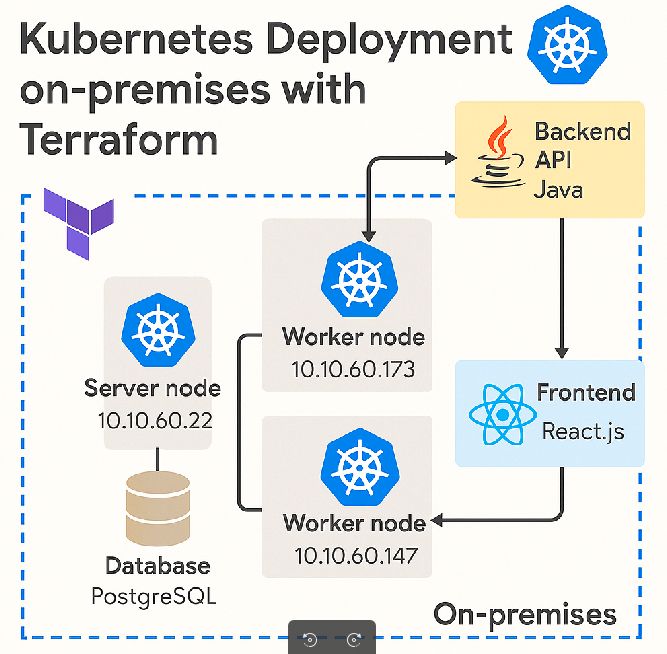 Kubernetes Deployment
on-premises with
Terraform
Backend
API
Java
Worker node
10.10.60.173
Server node
10.10.60.22
Frontend
React.js
Worker node
10.10.60.147
Database
PostgreSQL
On-premises